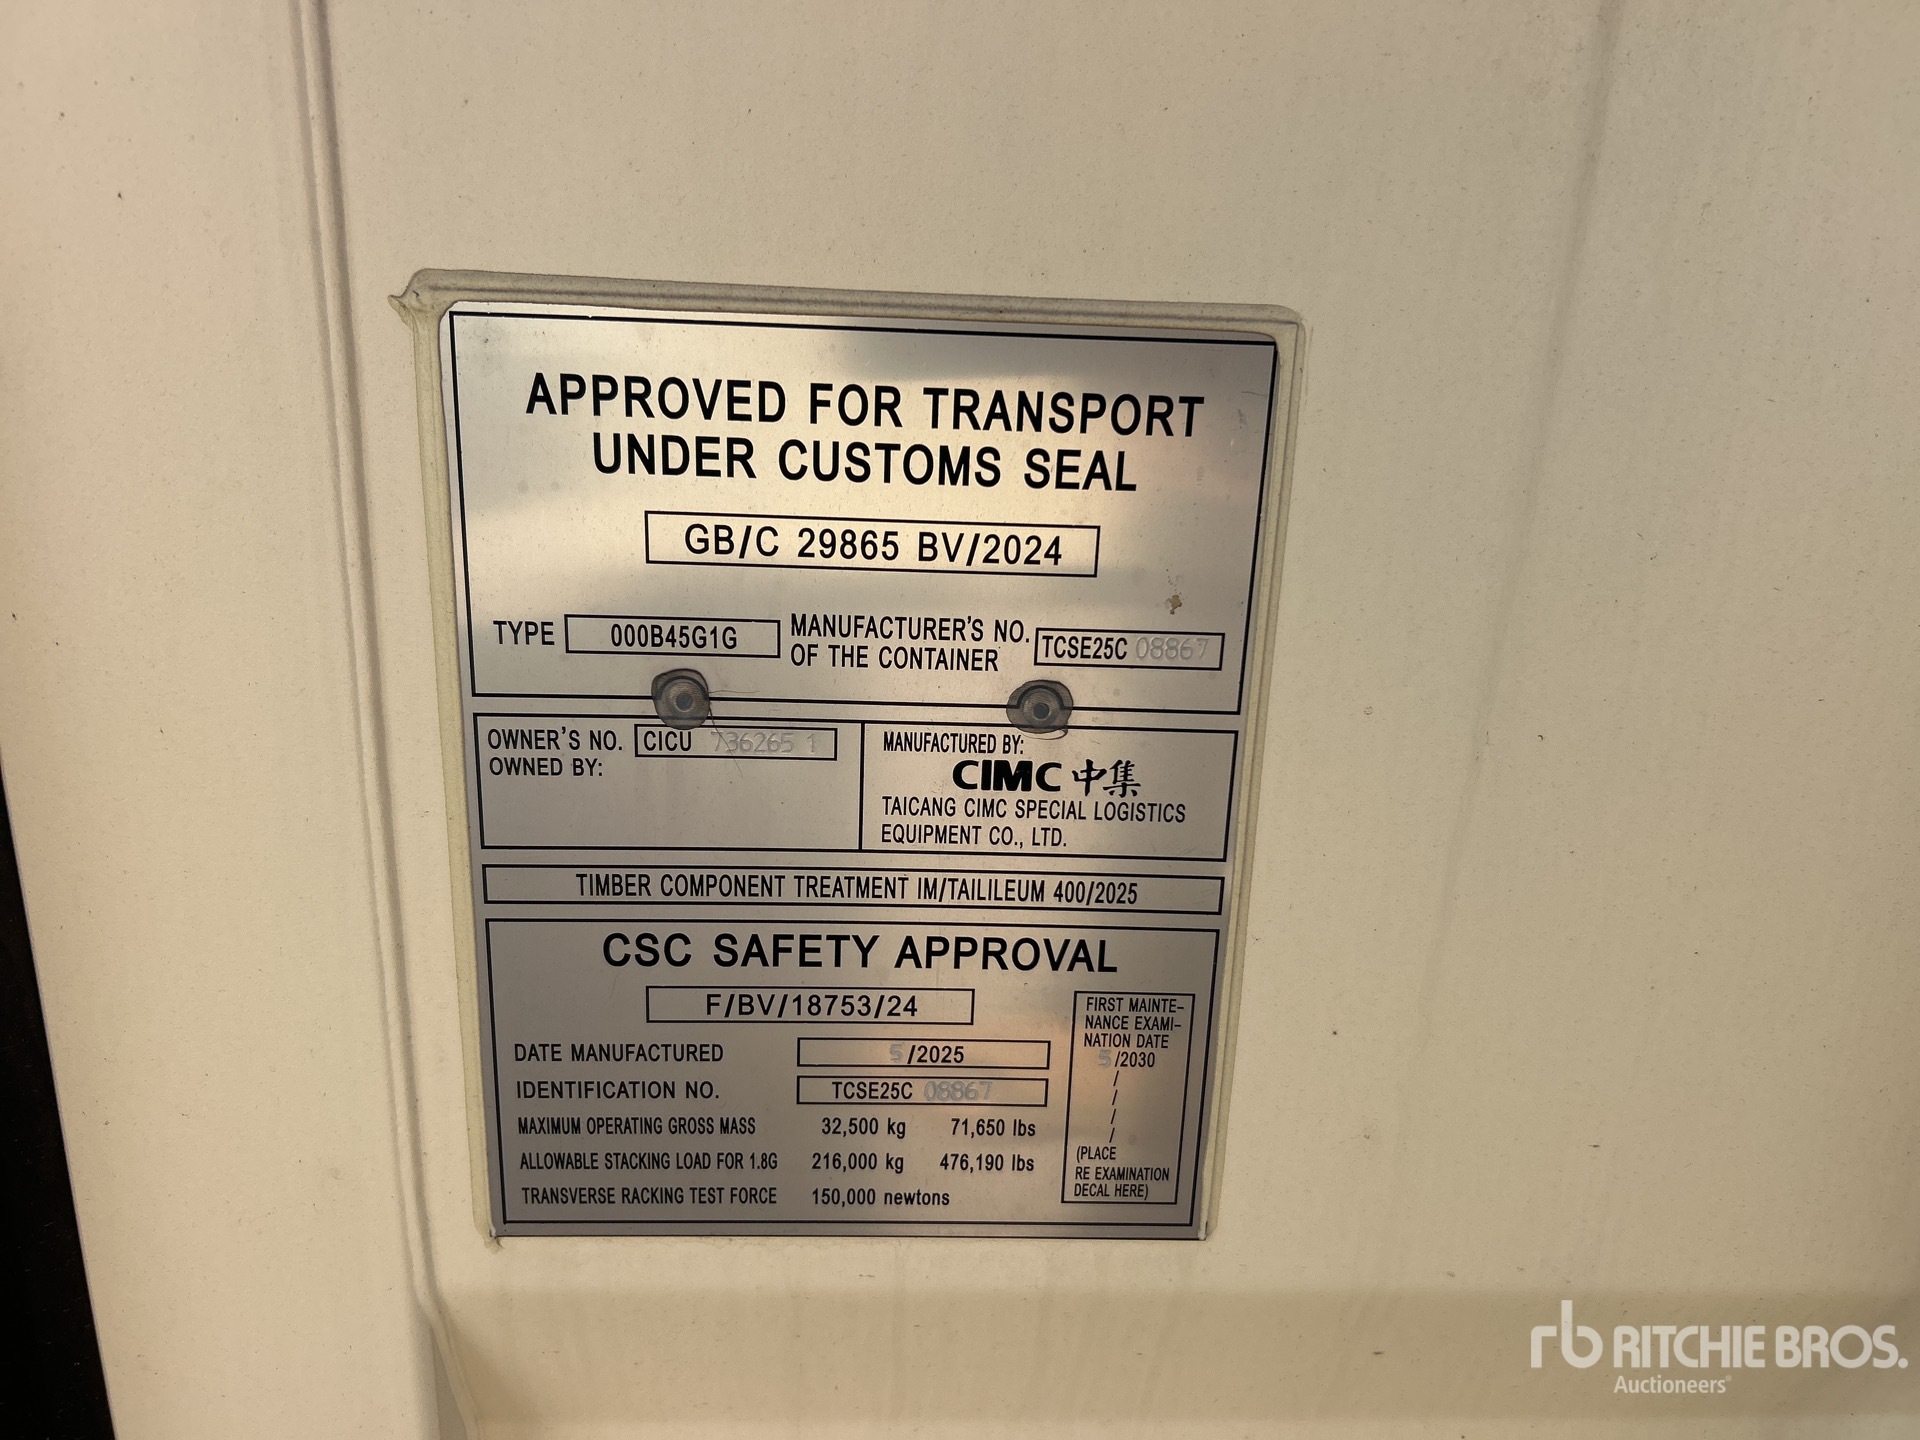 APPROVED FOR TRANSPORT
UNDER CUSTOMS SEAL
GB/C 29865 BV/2024
TYPE 000B45G1G
MANUFACTURER'S NO.
OF THE CONTAINER
TCSE25C 08867
OWNER'S NO. CICU 736265 1
OWNED BY:
MANUFACTURED BY:
CIMC 中集
TAICANG CIMC SPECIAL LOGISTICS
EQUIPMENT CO., LTD.
TIMBER COMPONENT TREATMENT IM/TAILILEUM 400/2025
CSC SAFETY APPROVAL
F/BV/18753/24
DATE MANUFACTURED 5/2025
IDENTIFICATION NO. TCSE25C 08867
MAXIMUM OPERATING GROSS MASS 32,500 kg 71,650 lbs
ALLOWABLE STACKING LOAD FOR 1.8G 216,000 kg 476,190 lbs
TRANSVERSE RACKING TEST FORCE 150,000 newtons
FIRST MAINTE-
NANCE EXAMI-
NATION DATE
5/2030
/
/
/
/
(PLACE
RE EXAMINATION
DECAL HERE)
rb RITCHIE BROS.
Auctioneers